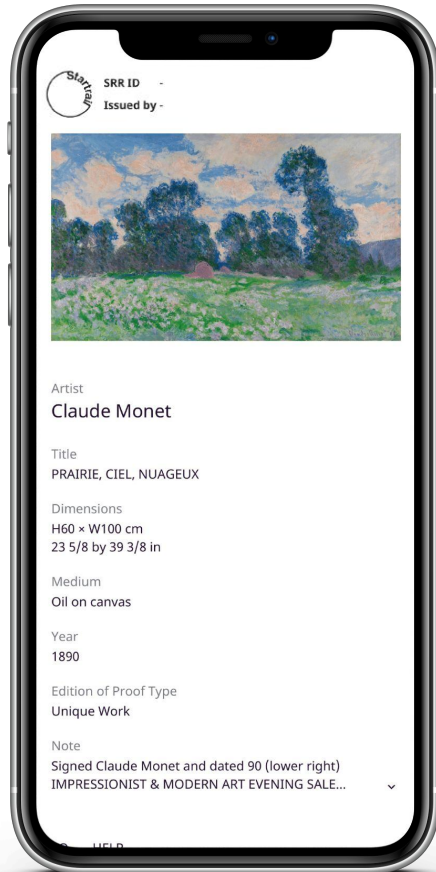 Startrail
SRR ID -
Issued by -
Artist
Claude Monet
Title
PRAIRIE, CIEL, NUAGEUX
Dimensions
H60 × W100 cm
23 5/8 by 39 3/8 in
Medium
Oil on canvas
Year
1890
Edition of Proof Type
Unique Work
Note
Signed Claude Monet and dated 90 (lower right)
IMPRESSIONIST & MODERN ART EVENING SALE...
HELP